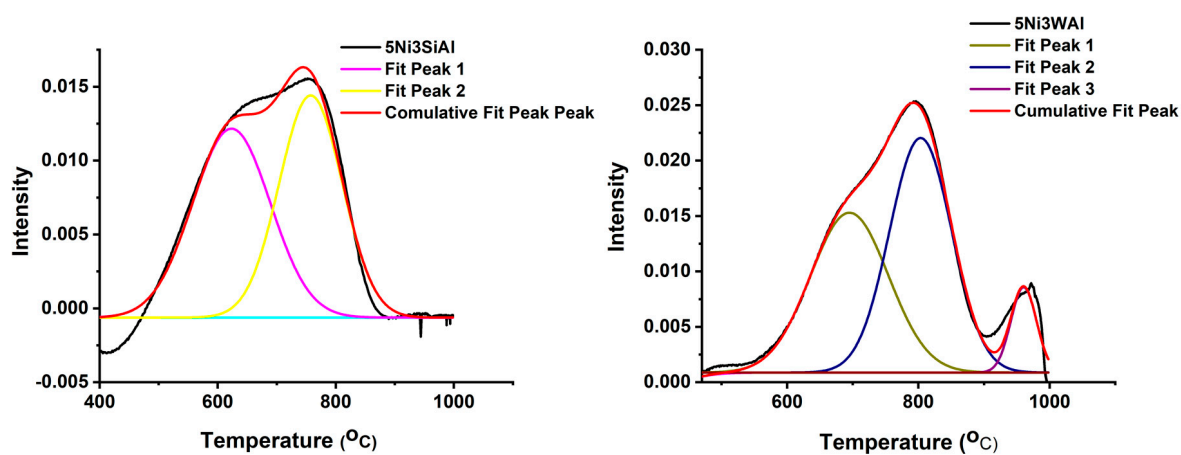 5Ni3SiAl
Fit Peak 1
Fit Peak 2
Comulative Fit Peak Peak
0.015
0.010
0.005
0.000
-0.005
400
600
800
1000
Intensity
Temperature (oC)
5Ni3WAl
Fit Peak 1
Fit Peak 2
Fit Peak 3
Cumulative Fit Peak
0.030
0.025
0.020
0.015
0.010
0.005
0.000
600
800
1000
Intensity
Temperature (oC)